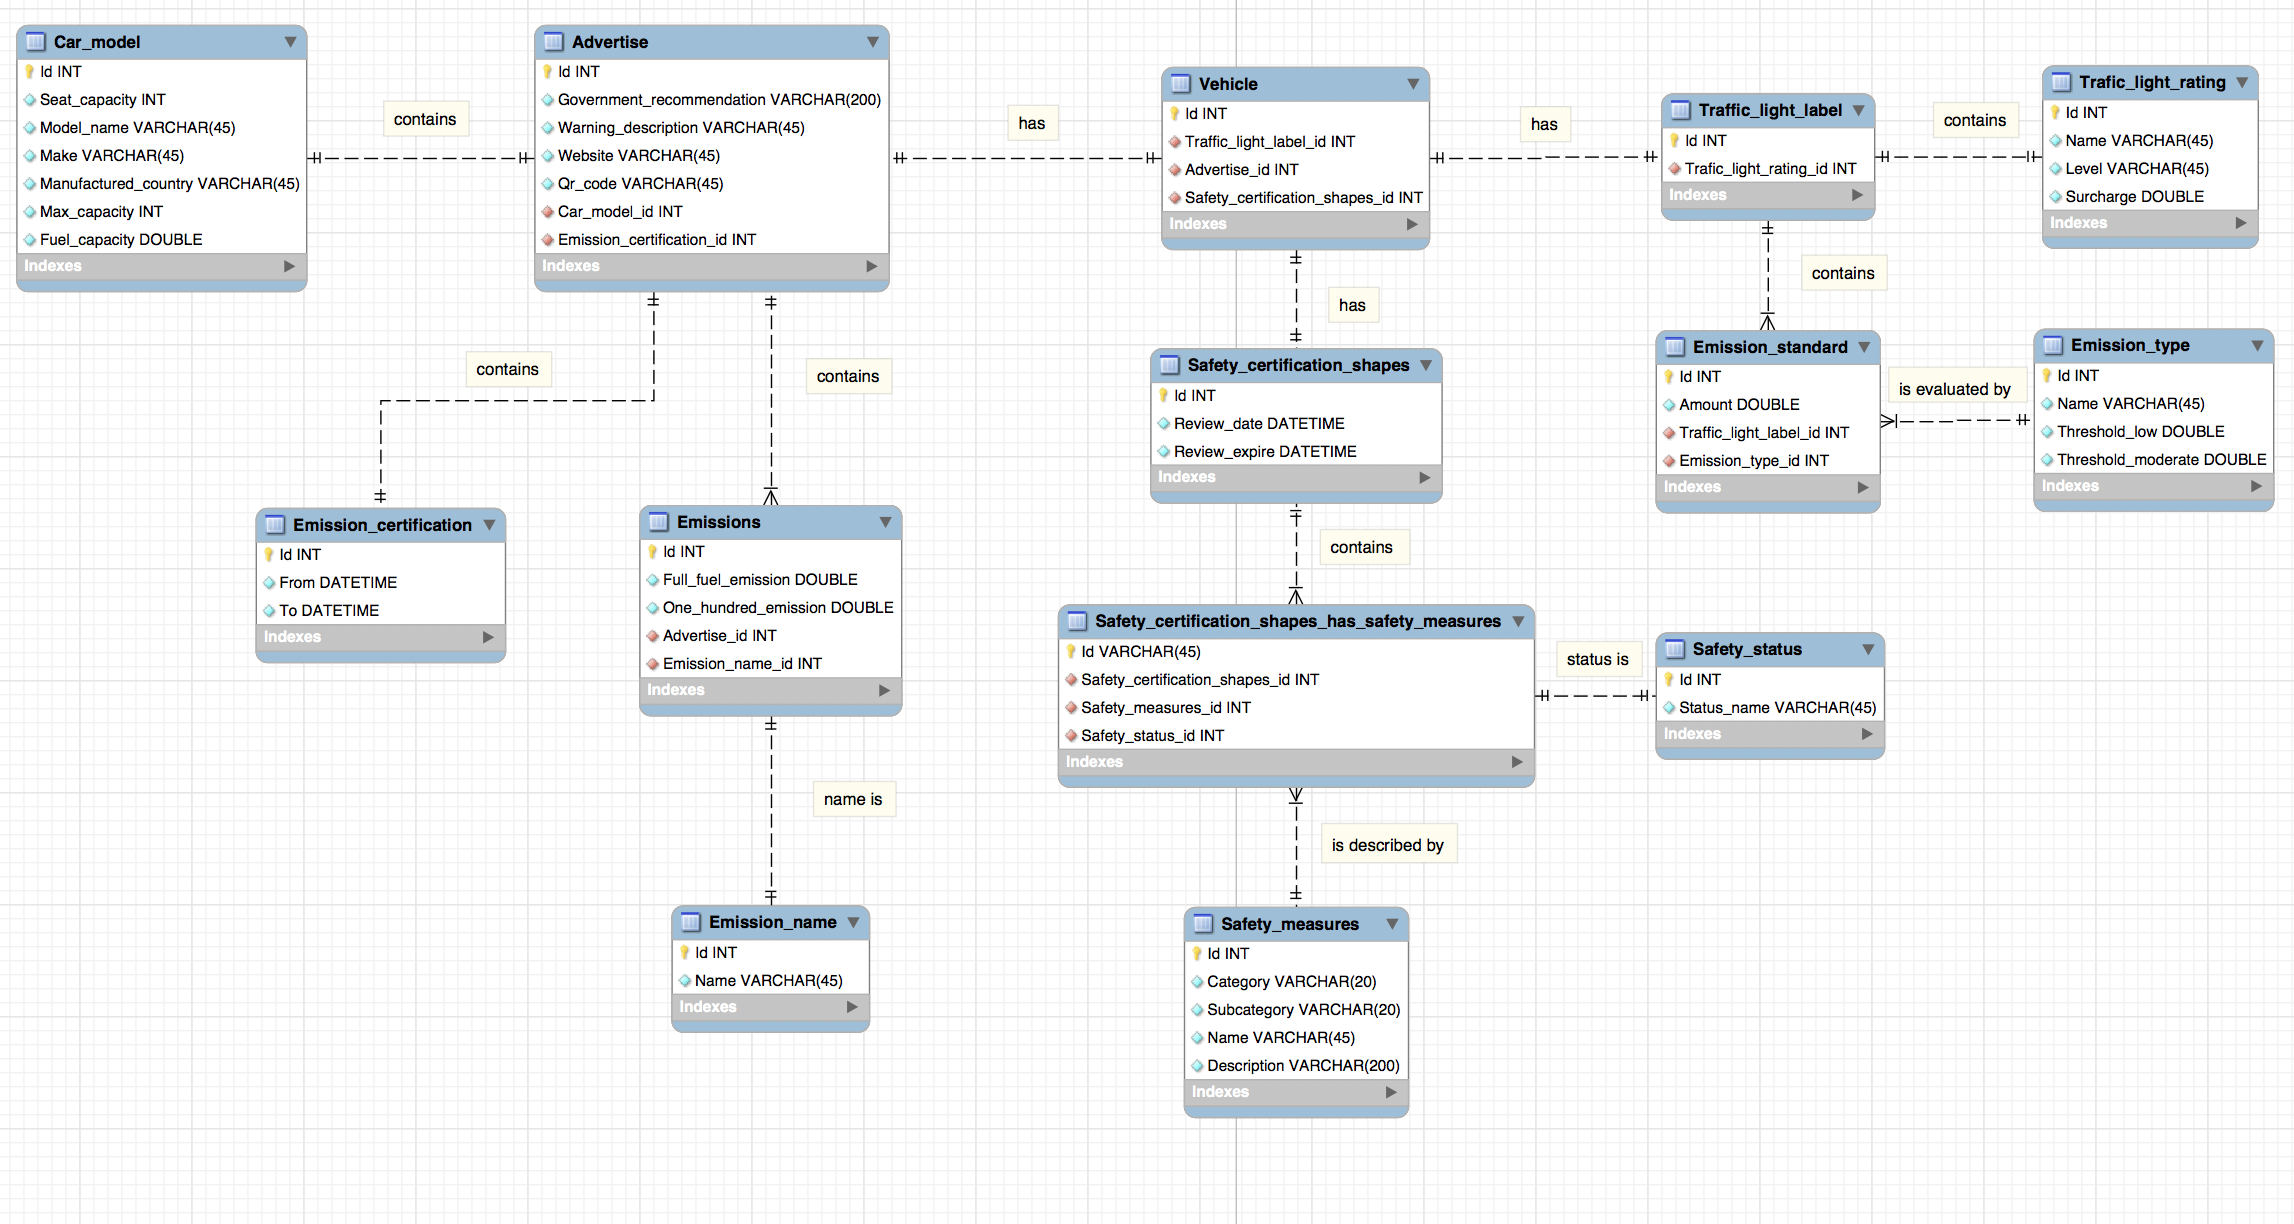 Car_model
Id INT
Seat_capacity INT
Model_name VARCHAR(45)
Make VARCHAR(45)
Manufactured_country VARCHAR(45)
Max_capacity INT
Fuel_capacity DOUBLE
Indexes
contains
Advertise
Id INT
Government_recommendation VARCHAR(200)
Warning_description VARCHAR(45)
Website VARCHAR(45)
Qr_code VARCHAR(45)
Car_model_id INT
Emission_certification_id INT
Indexes
has
Vehicle
Id INT
Traffic_light_label_id INT
Advertise_id INT
Safety_certification_shapes_id INT
Indexes
has
Traffic_light_label
Id INT
Trafic_light_rating_id INT
Indexes
contains
Trafic_light_rating
Id INT
Name VARCHAR(45)
Level VARCHAR(45)
Surcharge DOUBLE
Indexes
contains
contains
has
contains
Emission_certification
Id INT
From DATETIME
To DATETIME
Indexes
Emissions
Id INT
Full_fuel_emission DOUBLE
One_hundred_emission DOUBLE
Advertise_id INT
Emission_name_id INT
Indexes
Safety_certification_shapes
Id INT
Review_date DATETIME
Review_expire DATETIME
Indexes
Emission_standard
Id INT
Amount DOUBLE
Traffic_light_label_id INT
Emission_type_id INT
Indexes
is evaluated by
Emission_type
Id INT
Name VARCHAR(45)
Threshold_low DOUBLE
Threshold_moderate DOUBLE
Indexes
contains
Safety_certification_shapes_has_safety_measures
Id VARCHAR(45)
Safety_certification_shapes_id INT
Safety_measures_id INT
Safety_status_id INT
Indexes
status is
Safety_status
Id INT
Status_name VARCHAR(45)
Indexes
name is
is described by
Emission_name
Id INT
Name VARCHAR(45)
Indexes
Safety_measures
Id INT
Category VARCHAR(20)
Subcategory VARCHAR(20)
Name VARCHAR(45)
Description VARCHAR(200)
Indexes